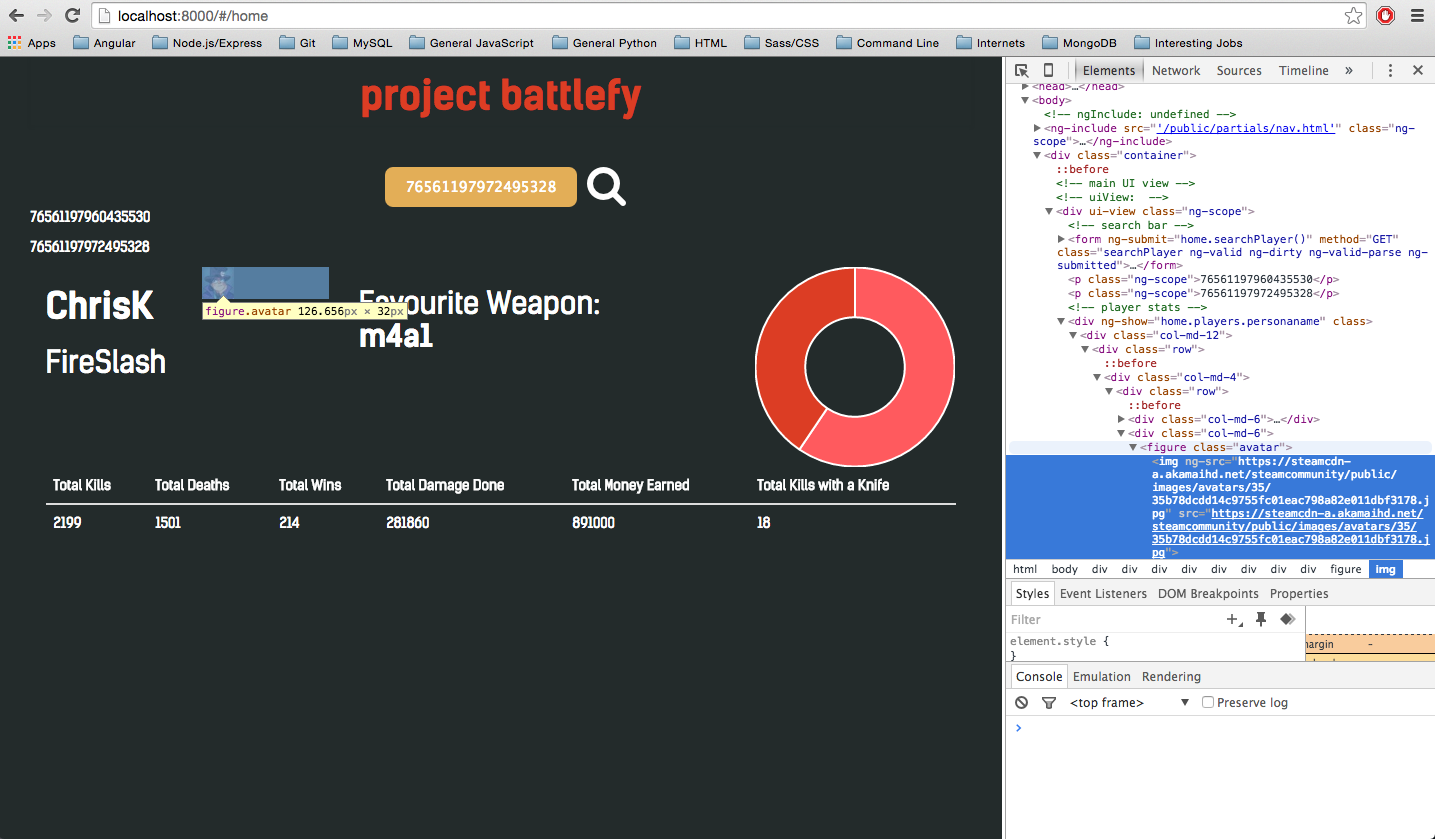 localhost:8000/#/home
Apps Angular Node.js/Express Git MySQL General JavaScript General Python HTML Sass/CSS Command Line Internets MongoDB Interesting Jobs
project battlefy
76561197972495328
76561197960435530
76561197972495328
ChrisK
FireSlash
figure.avatar 126.656px × 32px
Favourite Weapon:
m4a1
Total Kills Total Deaths Total Wins Total Damage Done Total Money Earned Total Kills with a Knife
2199 1501 214 281860 891000 18
Elements Network Sources Timeline »
<head>…</head>
<body>
<!-- ngInclude: undefined -->
<ng-include src="'/public/partials/nav.html'" class="ng-
scope">…</ng-include>
<div class="container">
::before
<!-- main UI view -->
<!-- uiView:  -->
<div ui-view class="ng-scope">
<!-- search bar -->
<form ng-submit="home.searchPlayer()" method="GET"
class="searchPlayer ng-valid ng-dirty ng-valid-parse ng-
submitted">…</form>
<p class="ng-scope">76561197960435530</p>
<p class="ng-scope">76561197972495328</p>
<!-- player stats -->
<div ng-show="home.players.personaname" class>
<div class="col-md-12">
<div class="row">
::before
<div class="col-md-4">
<div class="row">
::before
<div class="col-md-6">…</div>
<div class="col-md-6">
<figure class="avatar">
<img ng-src="https://steamcdn-
a.akamaihd.net/steamcommunity/public/
images/avatars/35/
35b78dcdd14c9755fc01eac798a82e011dbf3178.j
pg" src="https://steamcdn-a.akamaihd.net/
steamcommunity/public/images/avatars/35/
35b78dcdd14c9755fc01eac798a82e011dbf3178.j
pg">
html body div div div div div div div div figure img
Styles Event Listeners DOM Breakpoints Properties
Filter
element.style {
}
margin -
Console Emulation Rendering
<top frame> Preserve log